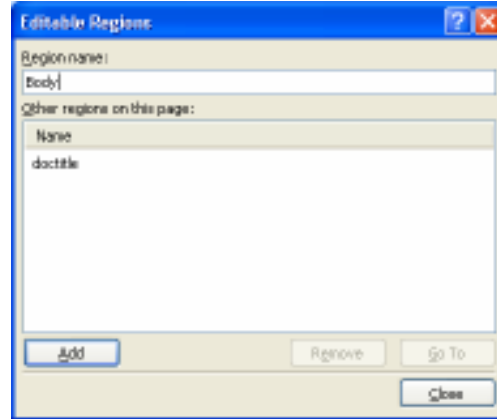 Editable Regions
Region name:
Body
Other regions on this page:
Name
doctitle
Add
Remove
Go To
Close